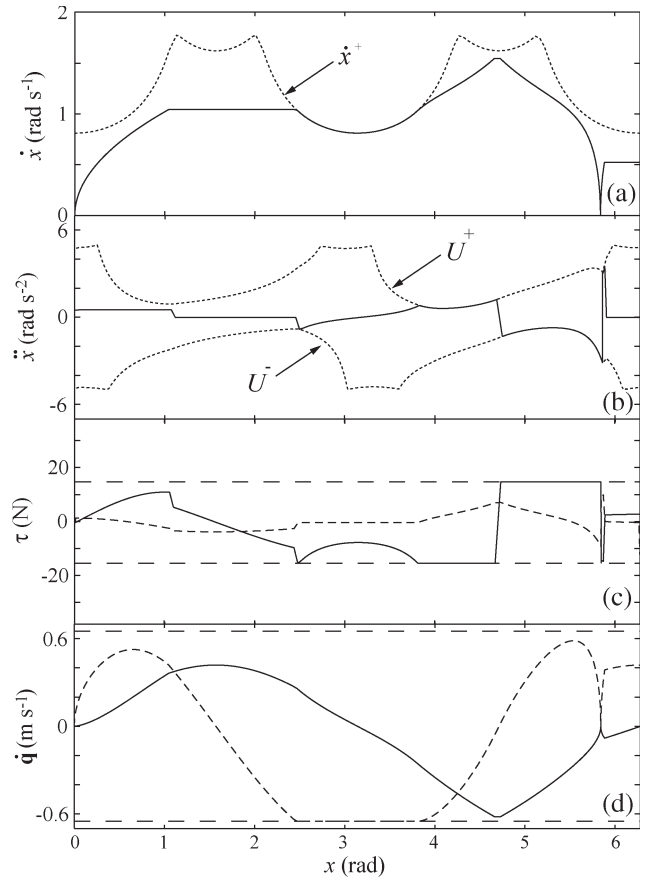 2
1
0
ẋ (rad s-1)
ẋ+
(a)
6
0
-6
ẍ (rad s-2)
U+
U-
(b)
20
0
-20
τ (N)
(c)
0.6
0
-0.6
q̇ (m s-1)
(d)
0 1 2 3 4 5 6
x (rad)